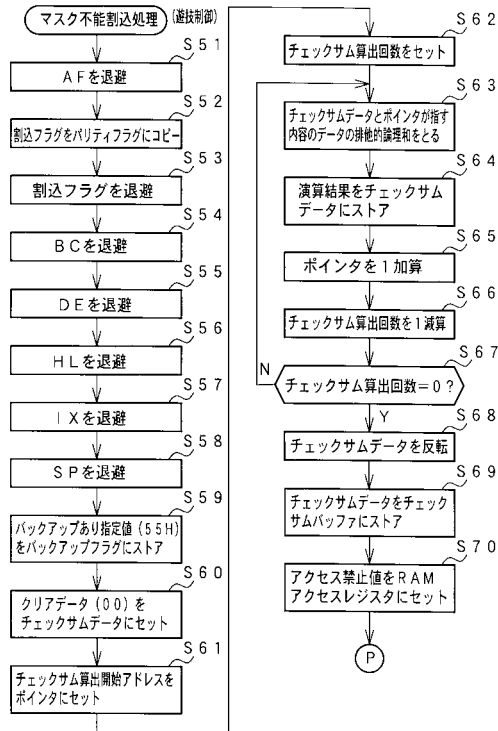 マスク不能割込処理
(遊技制御)
S51
AFを退避
S52
割込フラグをパリティフラグにコピー
S53
割込フラグを退避
S54
BCを退避
S55
DEを退避
S56
HLを退避
S57
IXを退避
S58
SPを退避
S59
バックアップあり指定値(55H)
をバックアップフラグにストア
S60
クリアデータ(00)を
チェックサムデータにセット
S61
チェックサム算出開始アドレスを
ポインタにセット
S62
チェックサム算出回数をセット
S63
チェックサムデータとポインタが指す
内容のデータの排他的論理和をとる
S64
演算結果をチェックサム
データにストア
S65
ポインタを1加算
S66
チェックサム算出回数を1減算
S67
N
チェックサム算出回数=0?
Y
S68
チェックサムデータを反転
S69
チェックサムデータをチェック
サムバッファにストア
S70
アクセス禁止値をRAM
アクセスレジスタにセット
P